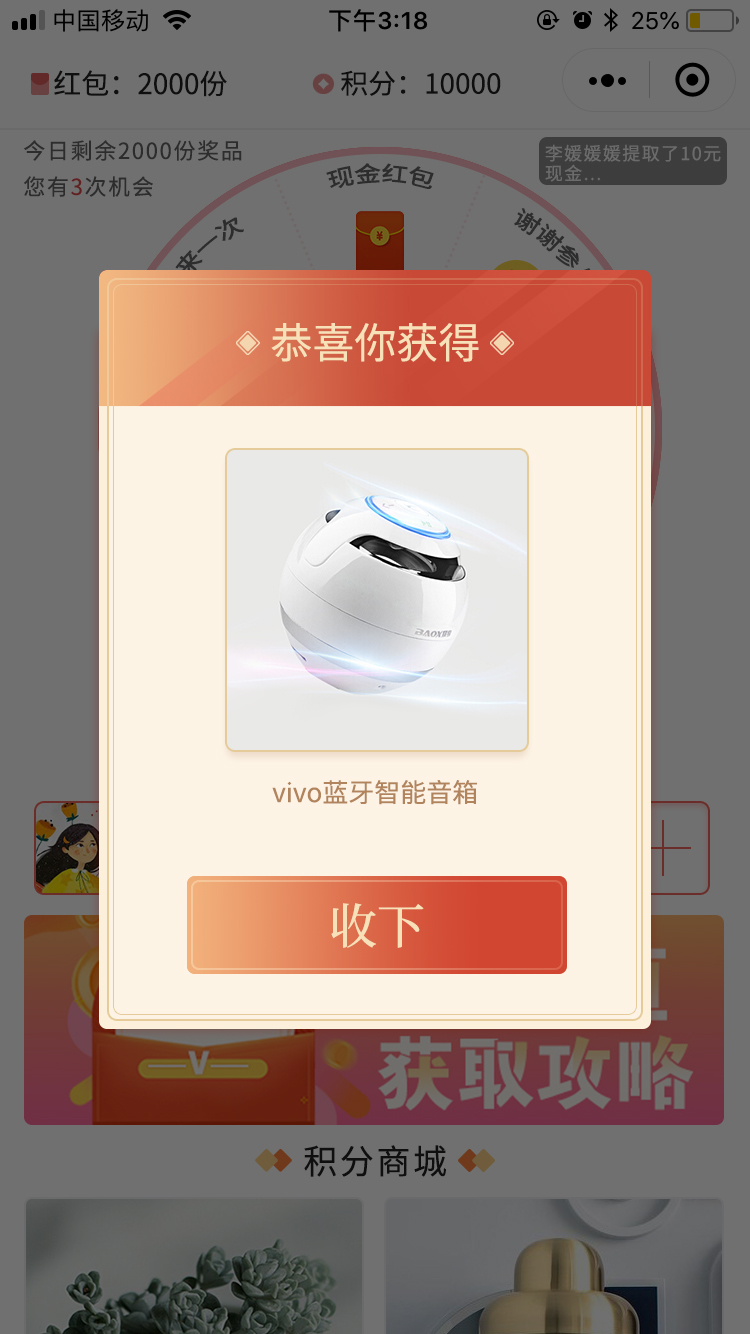 中国移动
下午3:18
25%
红包：2000份
积分：10000
今日剩余2000份奖品
您有3次机会
李媛媛媛提取了10元
现金...
现金红包
来一次
谢谢参
恭喜你获得
vivo蓝牙智能音箱
收下
V
获取攻略
积分商城